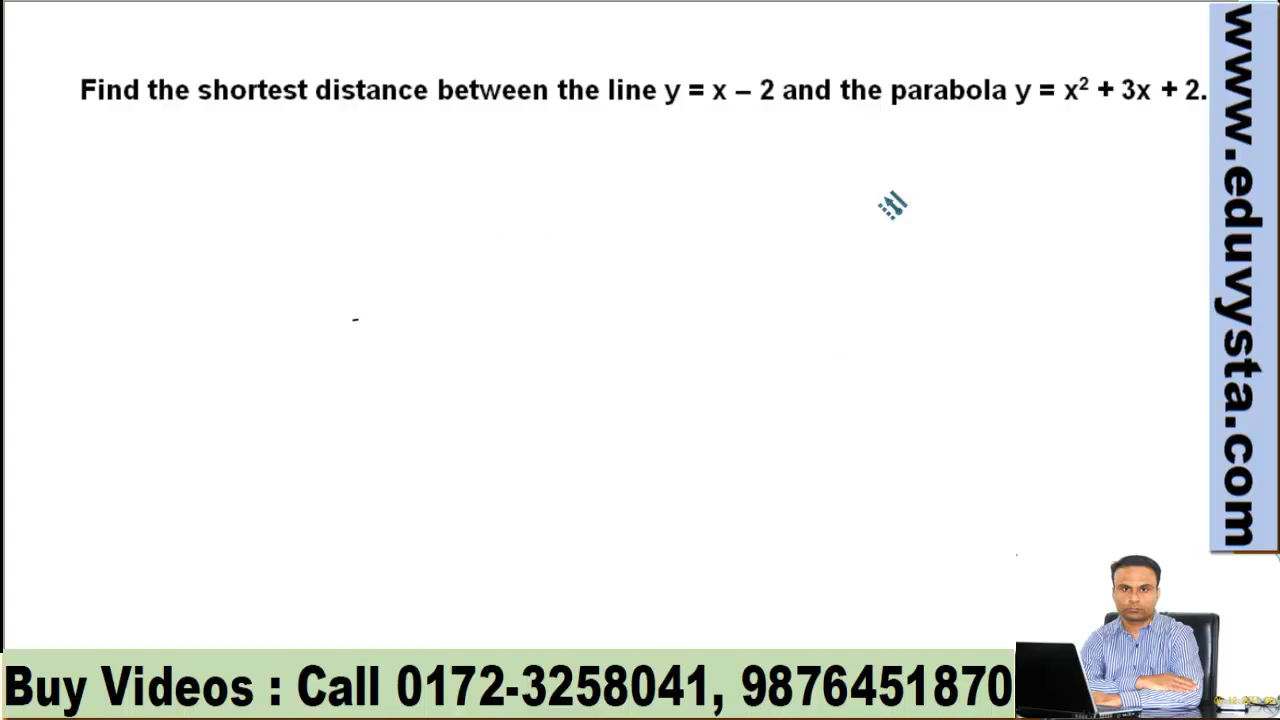 Find the shortest distance between the line y = x – 2 and the parabola y = x² + 3x + 2.
www.eduvysta.com
Buy Videos : Call 0172-3258041, 9876451870